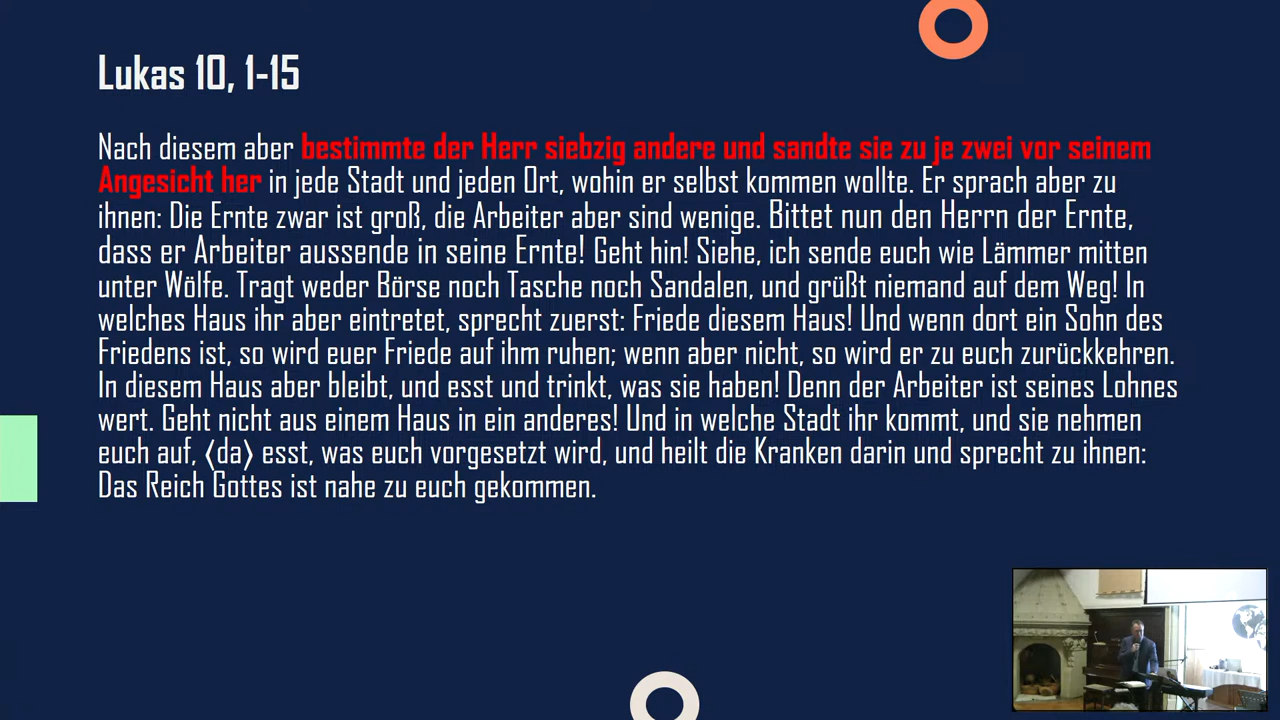 Lukas 10, 1-15
Nach diesem aber bestimmte der Herr siebzig andere und sandte sie zu je zwei vor seinem
Angesicht her in jede Stadt und jeden Ort, wohin er selbst kommen wollte. Er sprach aber zu
ihnen: Die Ernte zwar ist groß, die Arbeiter aber sind wenige. Bittet nun den Herrn der Ernte,
dass er Arbeiter aussende in seine Ernte! Geht hin! Siehe, ich sende euch wie Lämmer mitten
unter Wölfe. Tragt weder Börse noch Tasche noch Sandalen, und grüßt niemand auf dem Weg! In
welches Haus ihr aber eintretet, sprecht zuerst: Friede diesem Haus! Und wenn dort ein Sohn des
Friedens ist, so wird euer Friede auf ihm ruhen; wenn aber nicht, so wird er zu euch zurückkehren.
In diesem Haus aber bleibt, und esst und trinkt, was sie haben! Denn der Arbeiter ist seines Lohnes
wert. Geht nicht aus einem Haus in ein anderes! Und in welche Stadt ihr kommt, und sie nehmen
euch auf, ⟨da⟩ esst, was euch vorgesetzt wird, und heilt die Kranken darin und sprecht zu ihnen:
Das Reich Gottes ist nahe zu euch gekommen.